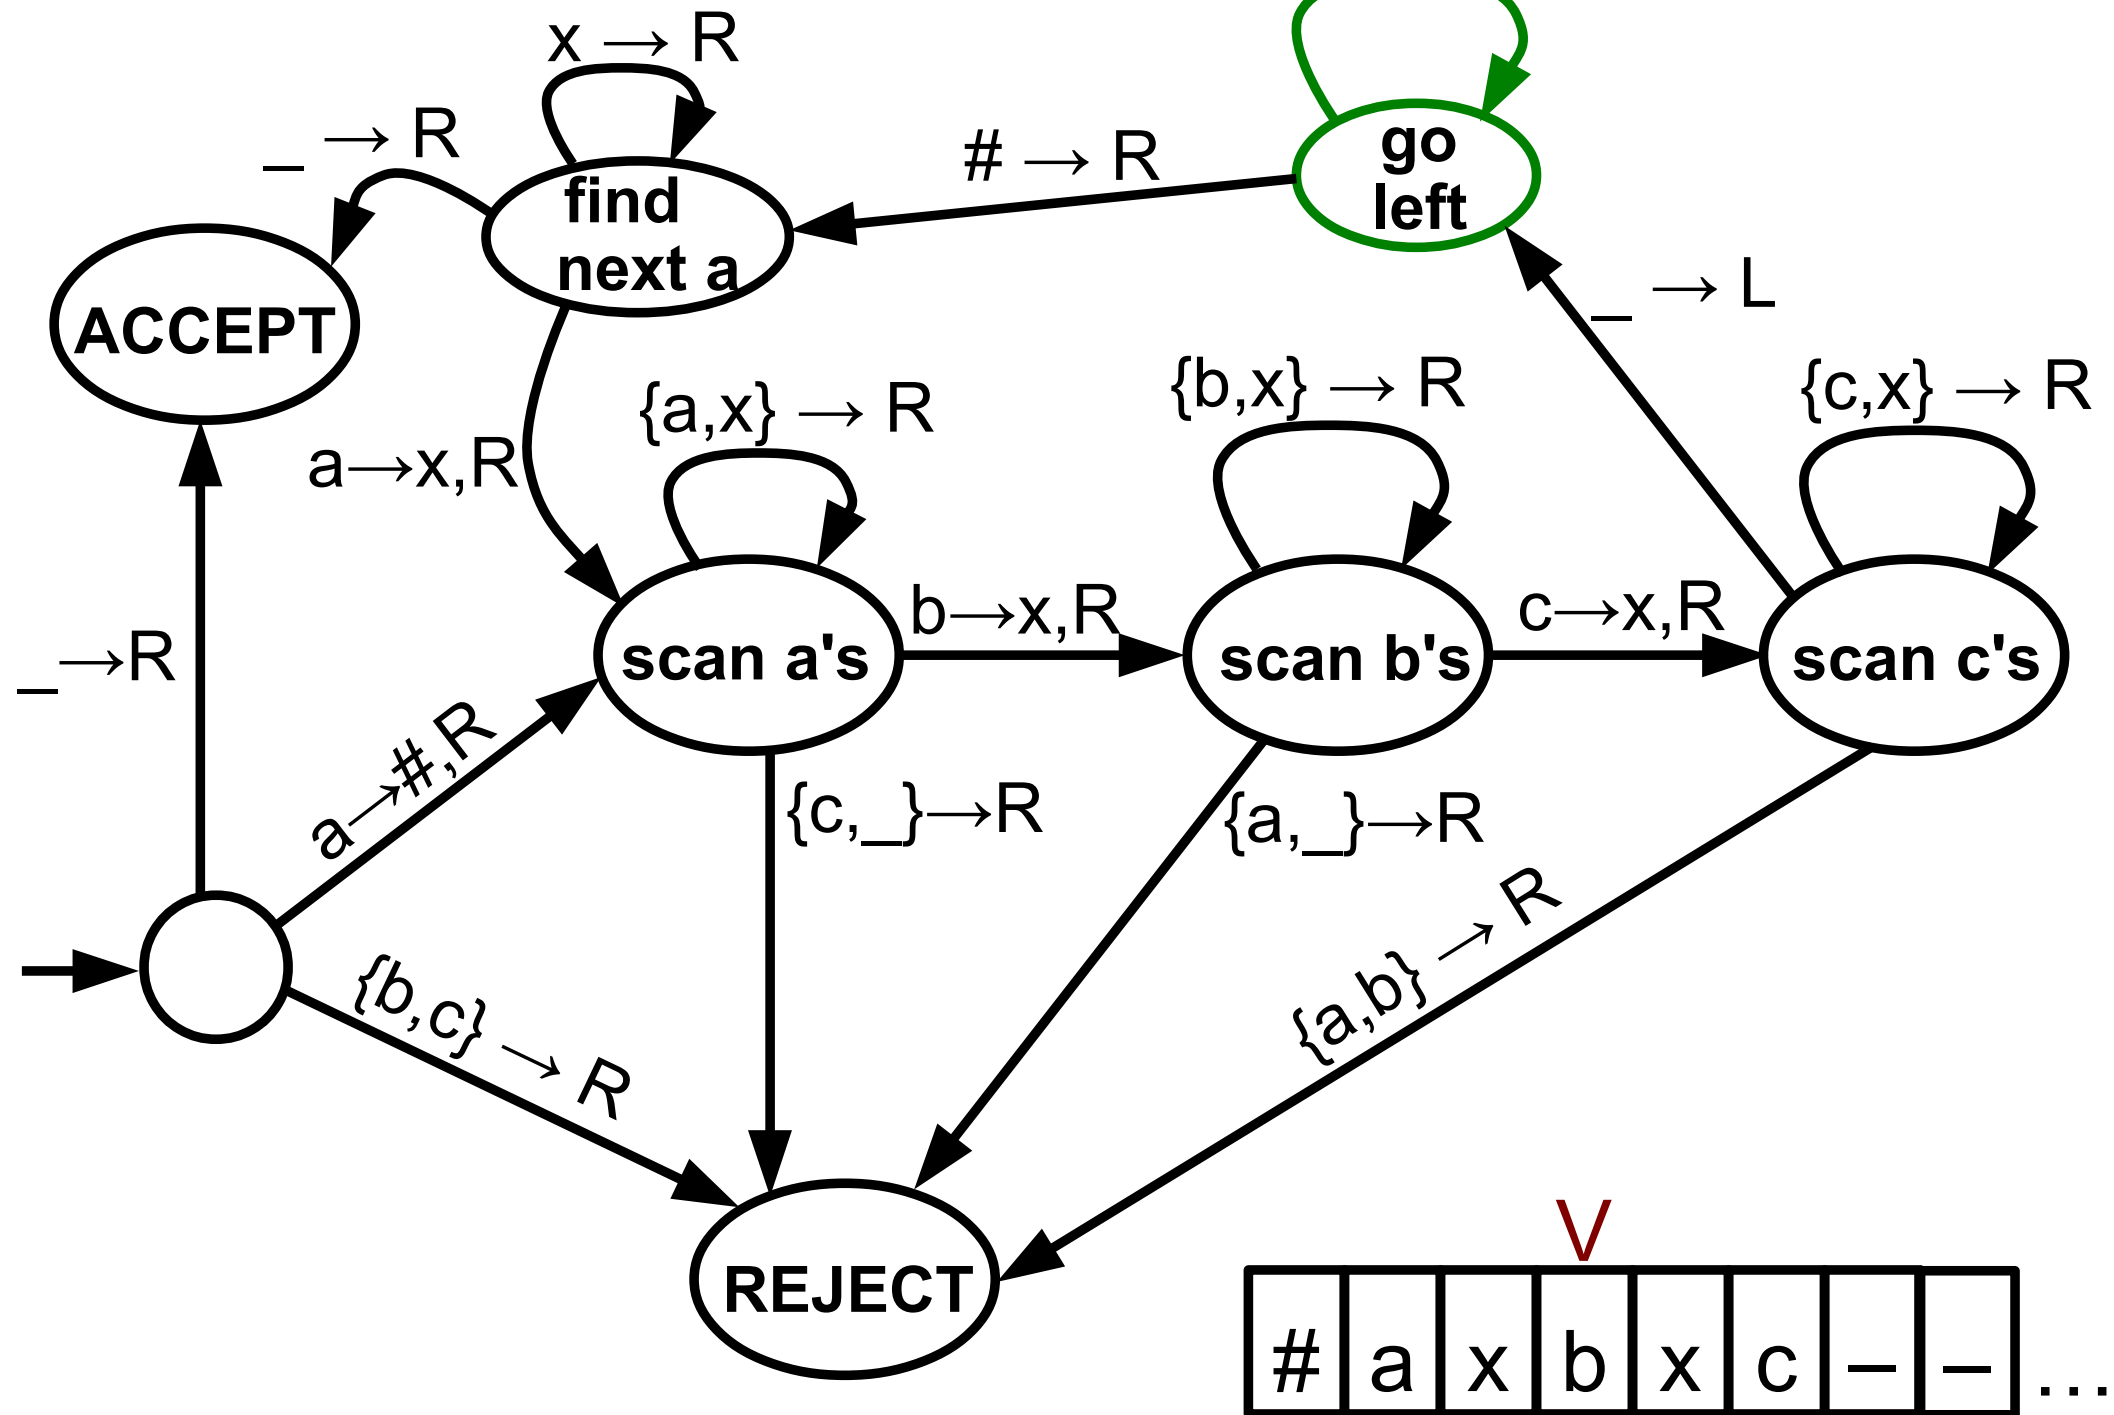 x → R
_ → R
# → R
go
left
find
next a
ACCEPT
_ → L
{a,x} → R
{b,x} → R
{c,x} → R
a→x,R
b→x,R
c→x,R
_→R
scan a's
scan b's
scan c's
a→#,R
{c,_}→R
{a,_}→R
{a,b} → R
{b,c} → R
V
REJECT
# a x b x c _ _ ...